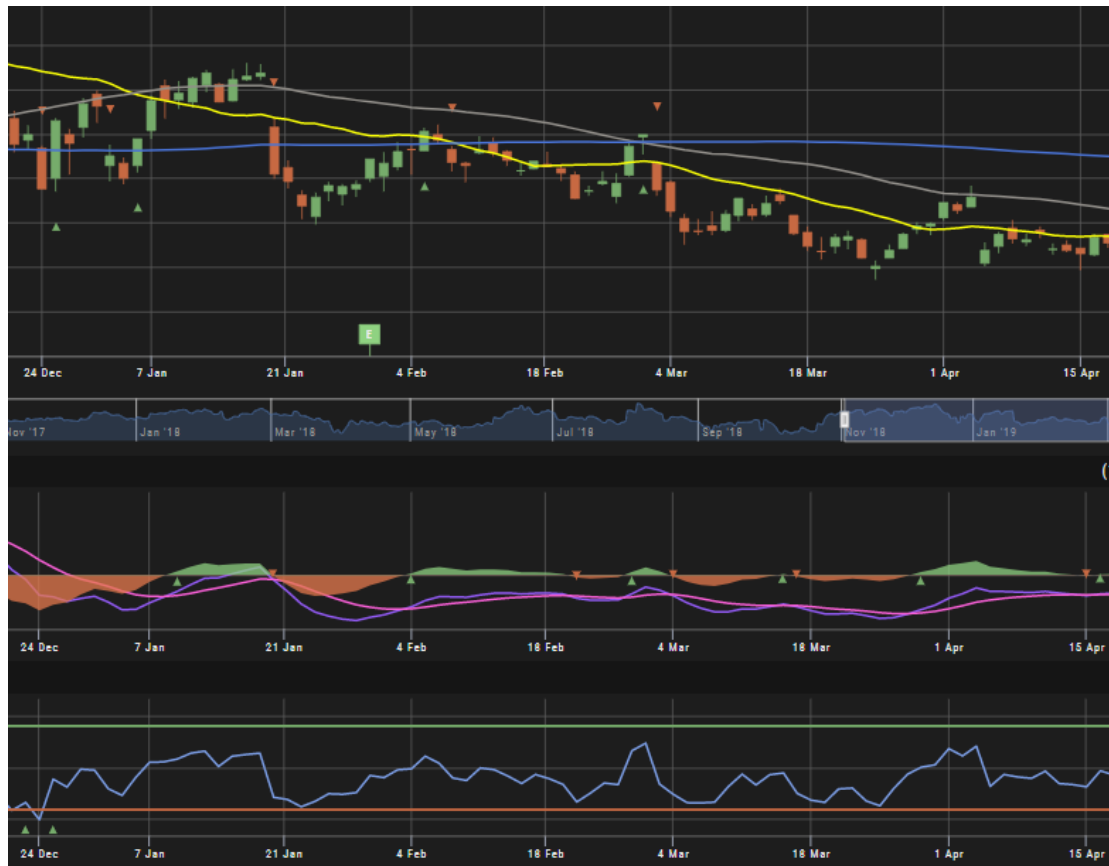 E
24 Dec 7 Jan 21 Jan 4 Feb 18 Feb 4 Mar 18 Mar 1 Apr 15 Apr
Nov '17 Jan '18 Mar '18 May '18 Jul '18 Sep '18 Nov '18 Jan '19
(
24 Dec 7 Jan 21 Jan 4 Feb 18 Feb 4 Mar 18 Mar 1 Apr 15 Apr
24 Dec 7 Jan 21 Jan 4 Feb 18 Feb 4 Mar 18 Mar 1 Apr 15 Apr